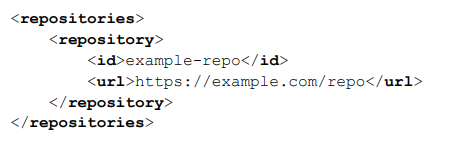 <repositories>
    <repository>
        <id>example-repo</id>
        <url>https://example.com/repo</url>
    </repository>
</repositories>